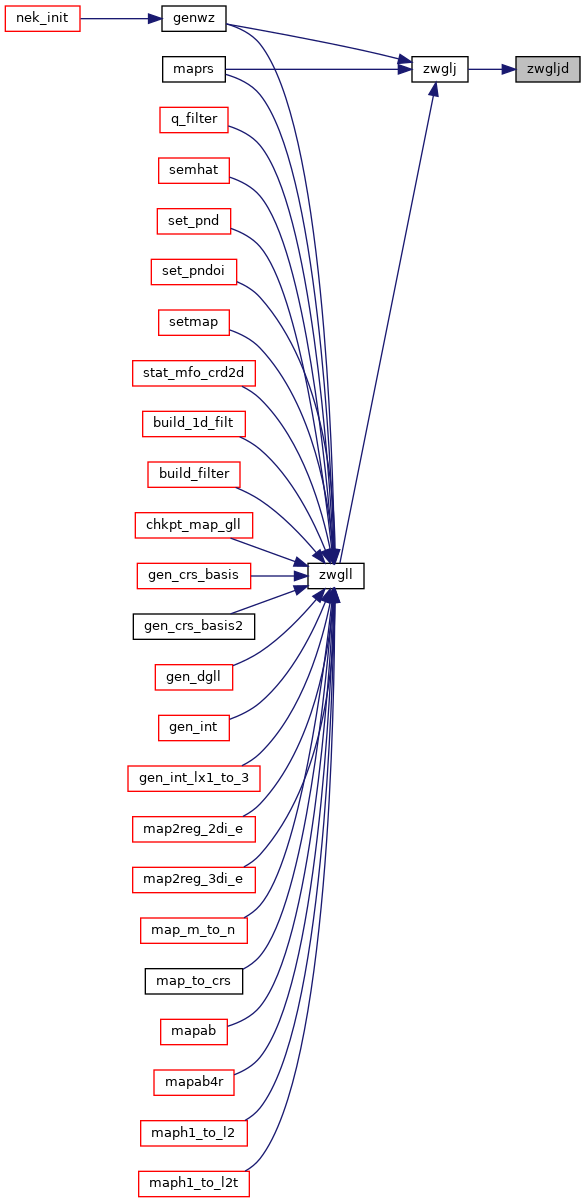 nek_init
genwz
maprs
zwglj
zwgljd
q_filter
semhat
set_pnd
set_pndoi
setmap
stat_mfo_crd2d
build_1d_filt
build_filter
chkpt_map_gll
zwgll
gen_crs_basis
gen_crs_basis2
gen_dgll
gen_int
gen_int_lx1_to_3
map2reg_2di_e
map2reg_3di_e
map_m_to_n
map_to_crs
mapab
mapab4r
maph1_to_l2
maph1_to_l2t